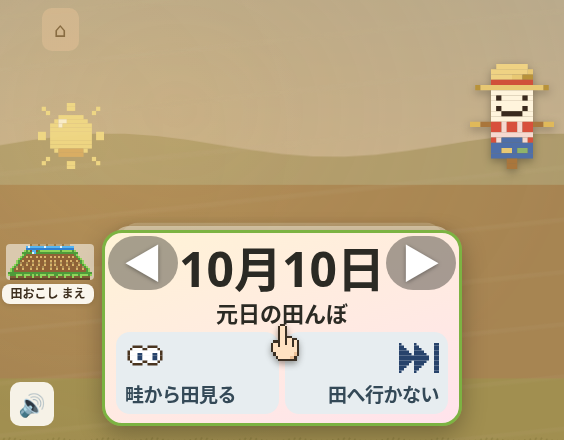 田おこし まえ
10月10日
元日の田んぼ
畦から田見る
田へ行かない